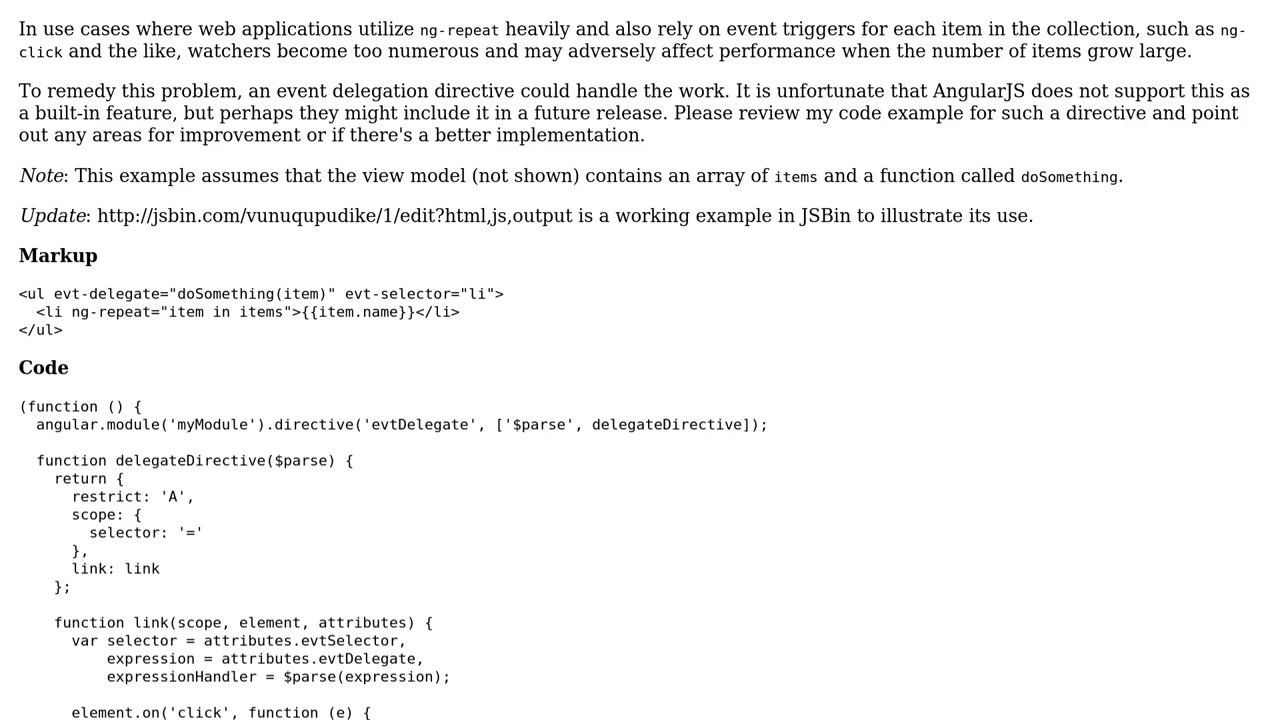 In use cases where web applications utilize ng-repeat heavily and also rely on event triggers for each item in the collection, such as ng-
click and the like, watchers become too numerous and may adversely affect performance when the number of items grow large.
To remedy this problem, an event delegation directive could handle the work. It is unfortunate that AngularJS does not support this as
a built-in feature, but perhaps they might include it in a future release. Please review my code example for such a directive and point
out any areas for improvement or if there's a better implementation.
Note: This example assumes that the view model (not shown) contains an array of items and a function called doSomething.
Update: http://jsbin.com/vunuqupudike/1/edit?html,js,output is a working example in JSBin to illustrate its use.
Markup
<ul evt-delegate="doSomething(item)" evt-selector="li">
  <li ng-repeat="item in items">{{item.name}}</li>
</ul>
Code
(function () {
  angular.module('myModule').directive('evtDelegate', ['$parse', delegateDirective]);
  function delegateDirective($parse) {
    return {
      restrict: 'A',
      scope: {
        selector: '='
      },
      link: link
    };
    function link(scope, element, attributes) {
      var selector = attributes.evtSelector,
          expression = attributes.evtDelegate,
          expressionHandler = $parse(expression);
      element.on('click', function (e) {